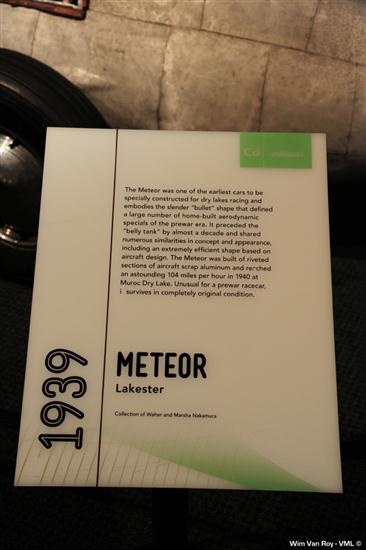 Cd
The Meteor was one of the earliest cars to be
specially constructed for dry lakes racing and
embodies the slender "bullet" shape that defined
a large number of home-built aerodynamic
specials of the prewar era. It preceded the
"belly tank" by almost a decade and shared
numerous similarities in concept and appearance,
including an extremely efficient shape based on
aircraft design. The Meteor was built of riveted
sections of aircraft scrap aluminum and reached
an astounding 104 miles per hour in 1940 at
Muroc Dry Lake. Unusual for a prewar racecar,
i survives in completely original condition.
1939
METEOR
Lakester
Collection of Walter and Marsha Nakamura
Wim Van Roy - VML ©